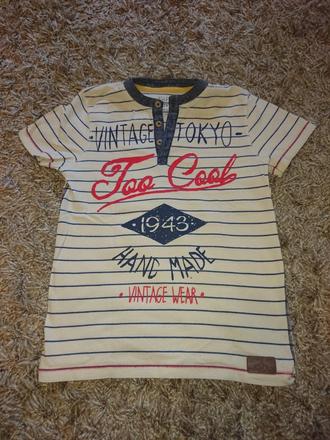 VINTAGE TOKYO
Too Cool
1943
HAND MADE
• VINTAGE WEAR •